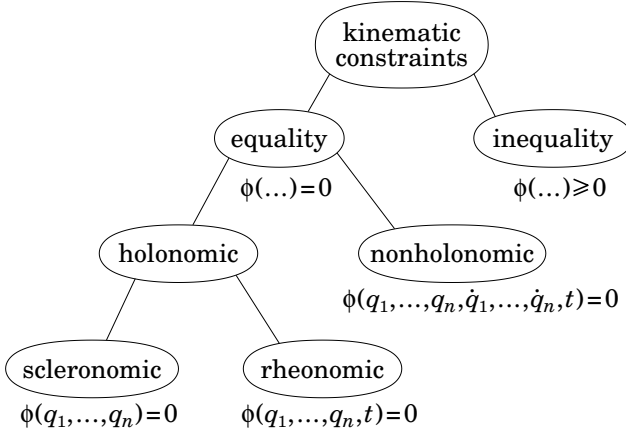 kinematic
constraints
equality
inequality
ϕ(...)=0
ϕ(...)⩾0
holonomic
nonholonomic
ϕ(q₁,...,qₙ,q̇₁,...,q̇ₙ,t)=0
scleronomic
rheonomic
ϕ(q₁,...,qₙ)=0
ϕ(q₁,...,qₙ,t)=0